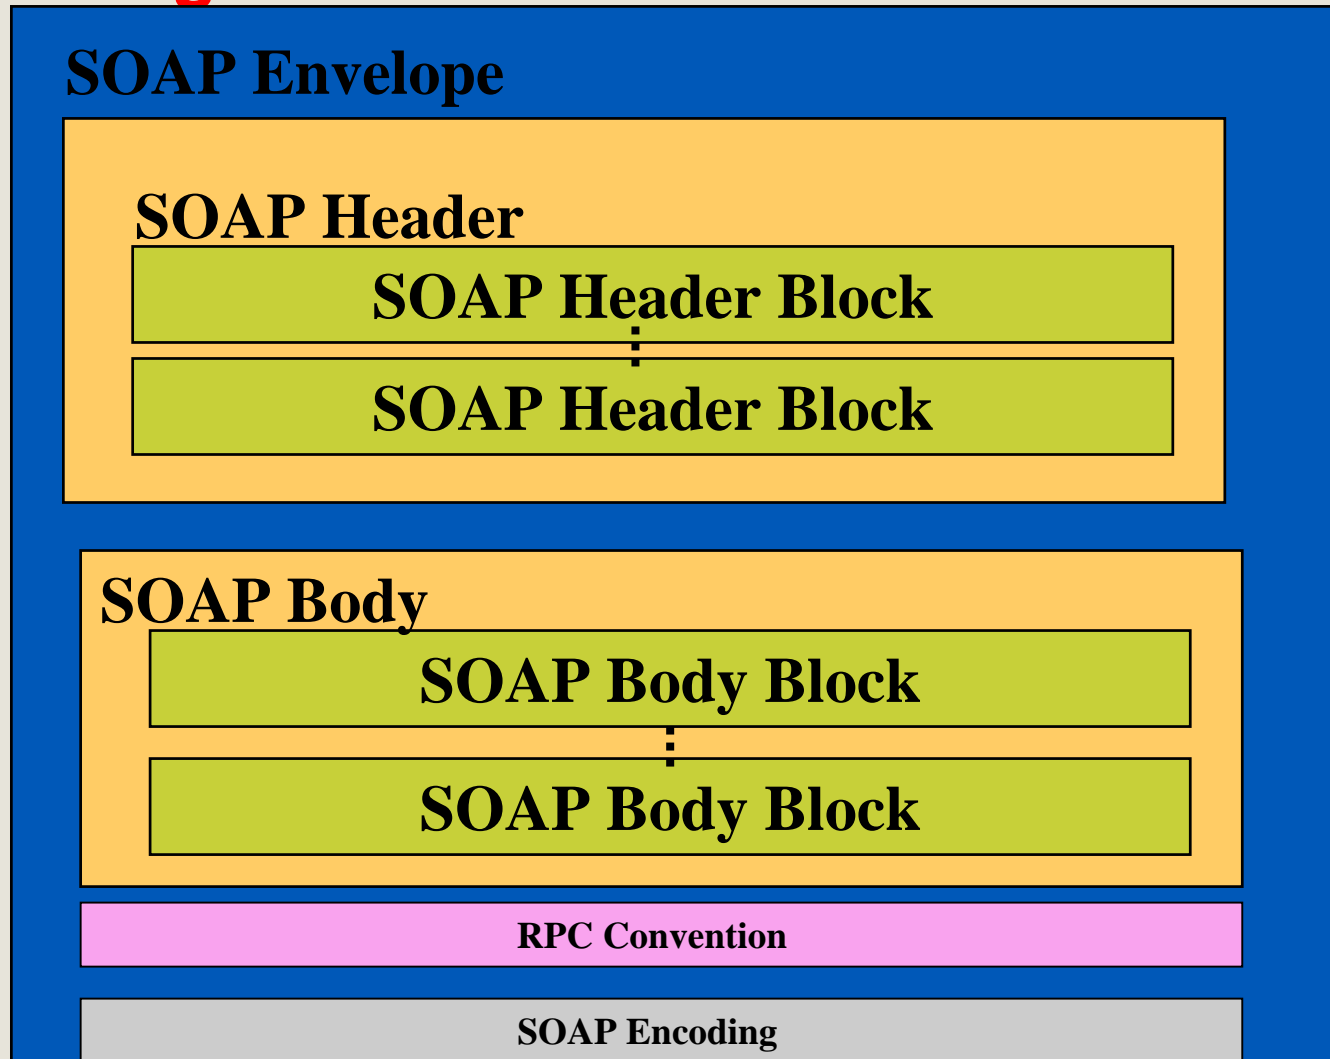 SOAP Envelope
SOAP Header
SOAP Header Block
SOAP Header Block
SOAP Body
SOAP Body Block
SOAP Body Block
RPC Convention
SOAP Encoding